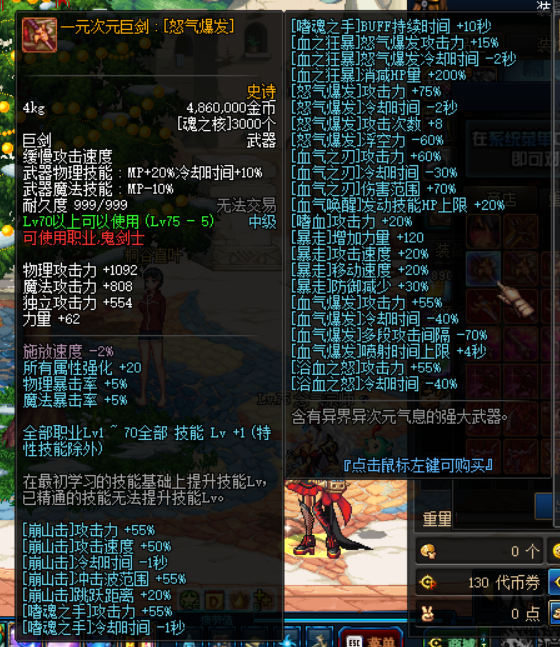 一元次元巨剑：[怒气爆发]
史诗
4kg
4,860,000金币
[魂之核]3000个
巨剑
武器
缓慢攻击速度
武器物理技能：MP+20%冷却时间+10%
武器魔法技能：MP-10%
耐久度 999/999
无法交易
Lv70以上可以使用 (Lv75 - 5)
中级
可使用职业,鬼剑士
物理攻击力 +1092
魔法攻击力 +808
独立攻击力 +554
力量 +62
施放速度 -2%
所有属性强化 +20
物理暴击率 +5%
魔法暴击率 +5%
全部职业Lv1 ~ 70全部 技能 Lv +1 (特
性技能除外)
在最初学习的技能基础上提升技能Lv,
已精通的技能无法提升技能Lv。
[崩山击]攻击力 +55%
[崩山击]攻击速度 +50%
[崩山击]冷却时间 -1秒
[崩山击]冲击波范围 +55%
[崩山击]跳跃距离 +20%
[嗜魂之手]攻击力 +55%
[嗜魂之手]冷却时间 -1秒
[嗜魂之手]BUFF持续时间 +10秒
[血之狂暴]怒气爆发攻击力 +15%
[血之狂暴]怒气爆发冷却时间 -2秒
[血之狂暴]消减HP量 +200%
[怒气爆发]攻击力 +75%
[怒气爆发]冷却时间 -2秒
[怒气爆发]攻击次数 +8
[怒气爆发]浮空力 -60%
[血气之刃]攻击力 +60%
[血气之刃]冷却时间 -30%
[血气之刃]伤害范围 +70%
[血气唤醒]发动技能HP上限 +20%
[嗜血]攻击力 +20%
[暴走]增加力量 +120
[暴走]攻击速度 +20%
[暴走]移动速度 +20%
[暴走]防御减少 +30%
[血气爆发]攻击力 +55%
[血气爆发]冷却时间 -40%
[血气爆发]多段攻击间隔 -70%
[血气爆发]喷射时间上限 +4秒
[浴血之怒]攻击力 +55%
[浴血之怒]冷却时间 -40%
含有异界异次元气息的强大武器。
『点击鼠标左键可购买』
重量
0 个
130 代币券
0 点
ESC 菜单
商城